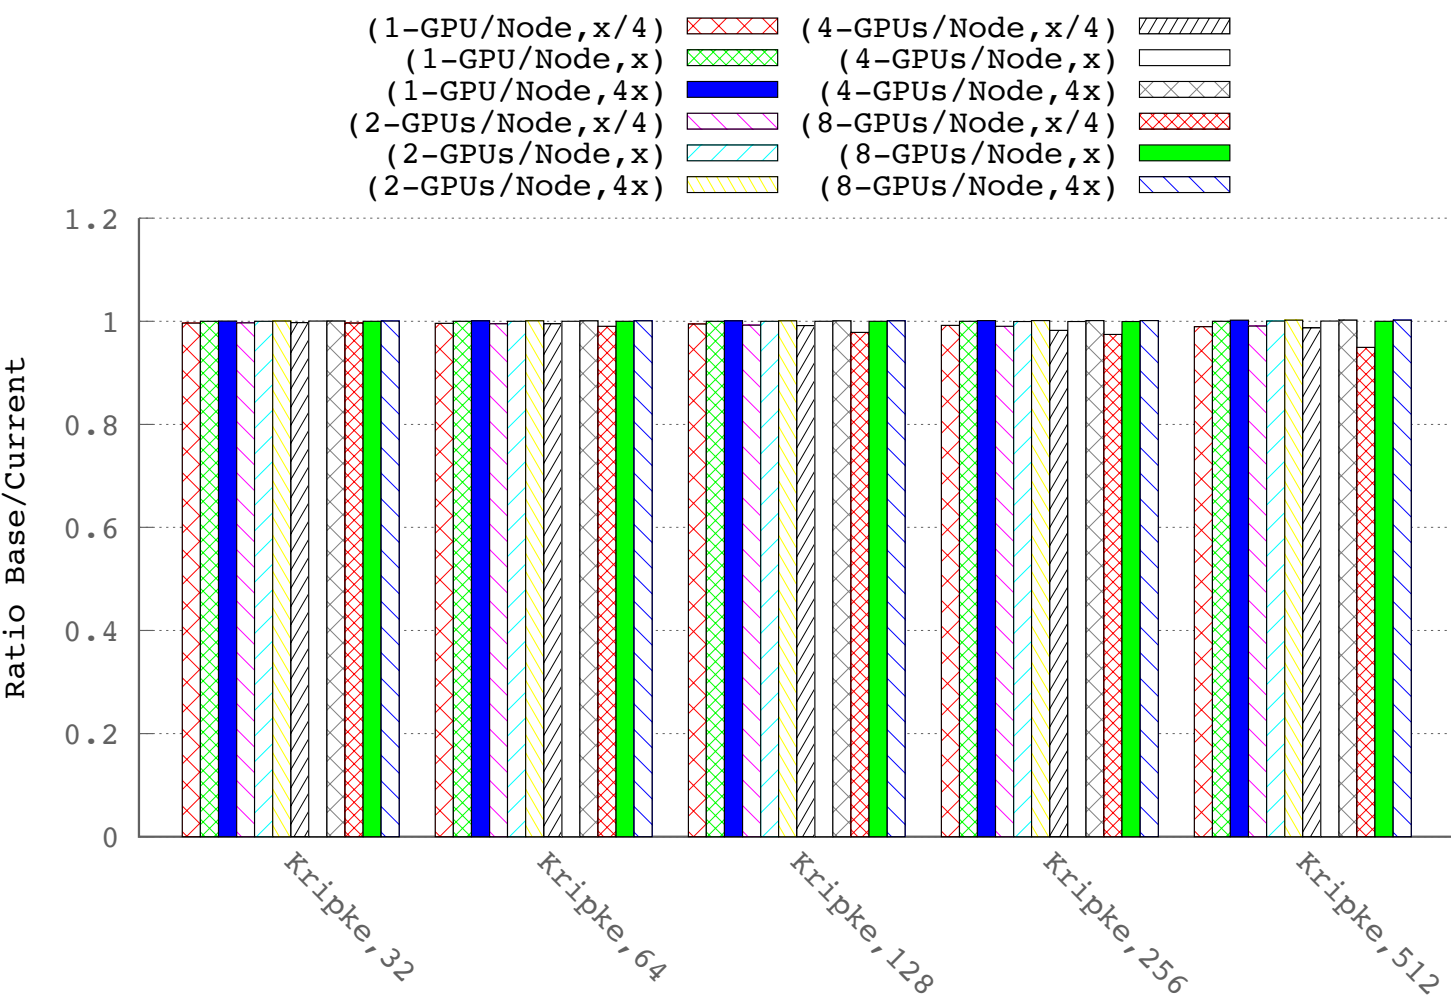 (1-GPU/Node,x/4)
(1-GPU/Node,x)
(1-GPU/Node,4x)
(2-GPUs/Node,x/4)
(2-GPUs/Node,x)
(2-GPUs/Node,4x)
(4-GPUs/Node,x/4)
(4-GPUs/Node,x)
(4-GPUs/Node,4x)
(8-GPUs/Node,x/4)
(8-GPUs/Node,x)
(8-GPUs/Node,4x)
Ratio Base/Current
1.2
1
0.8
0.6
0.4
0.2
0
Kripke,32
Kripke,64
Kripke,128
Kripke,256
Kripke,512